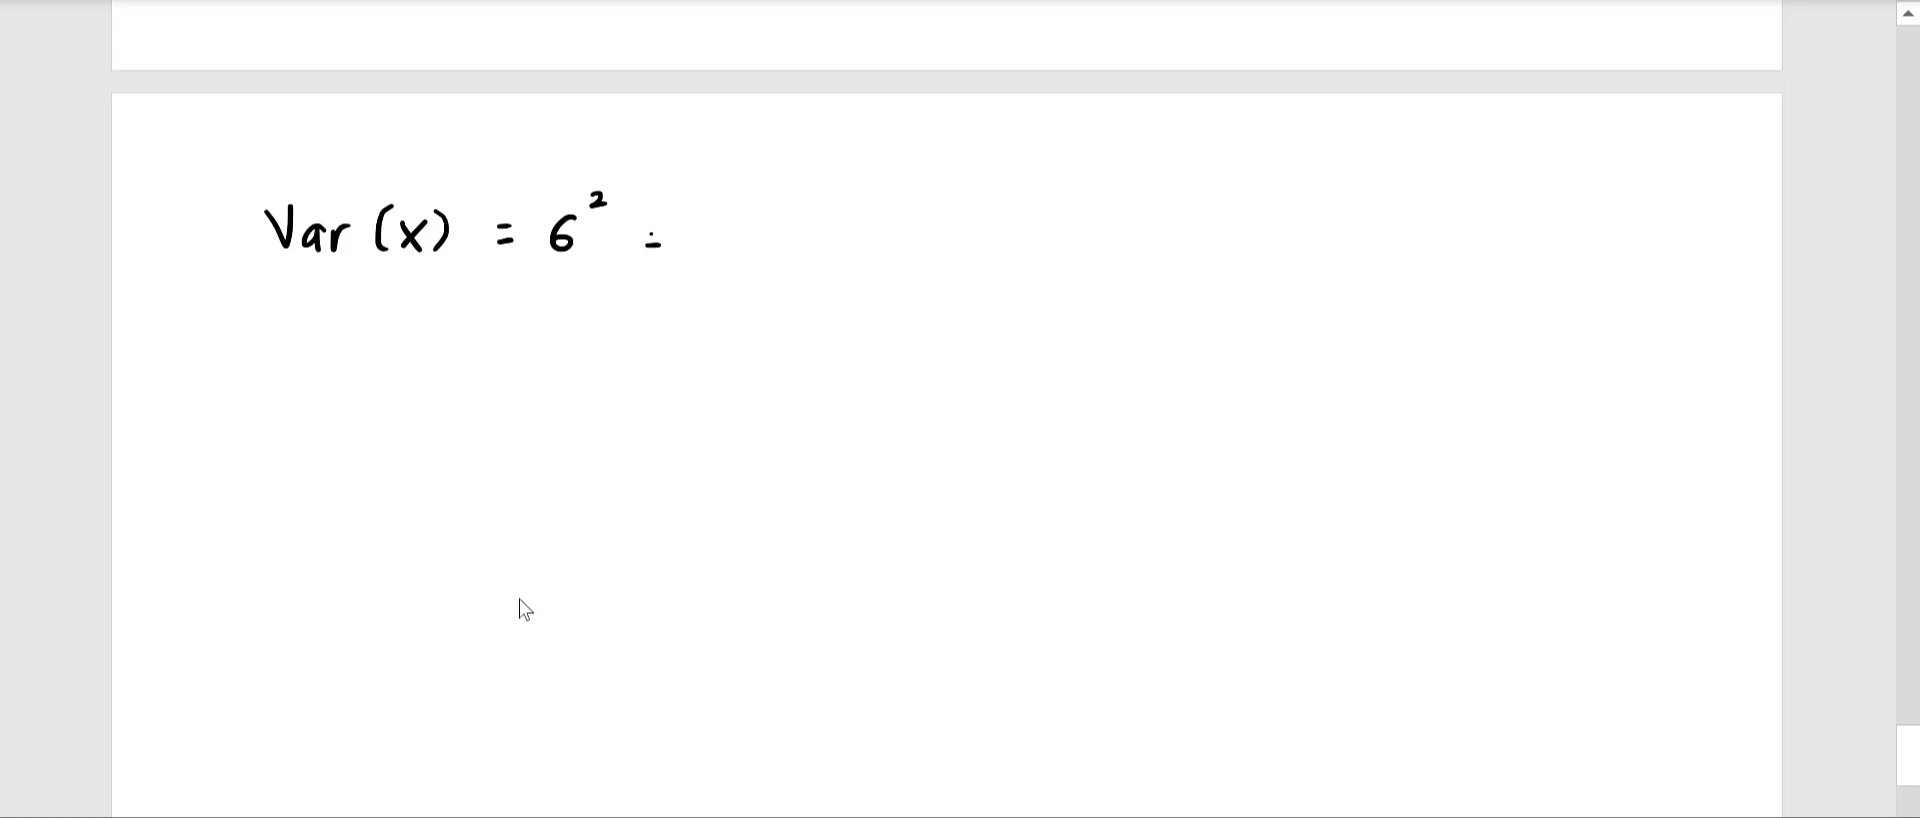 Var (x) = 6² =